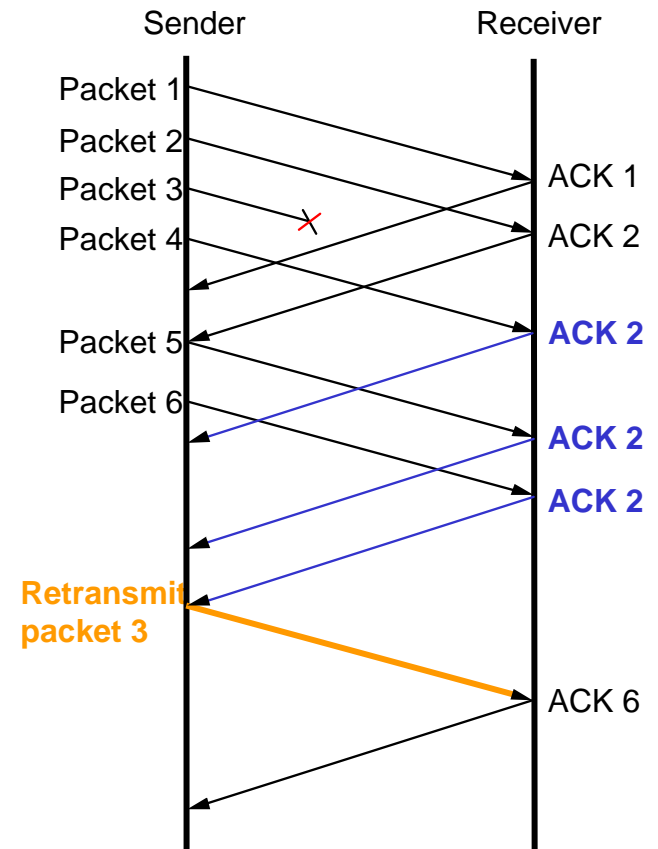 Sender
Receiver
Packet 1
Packet 2
Packet 3
Packet 4
Packet 5
Packet 6
Retransmit
packet 3
ACK 1
ACK 2
ACK 2
ACK 2
ACK 2
ACK 6